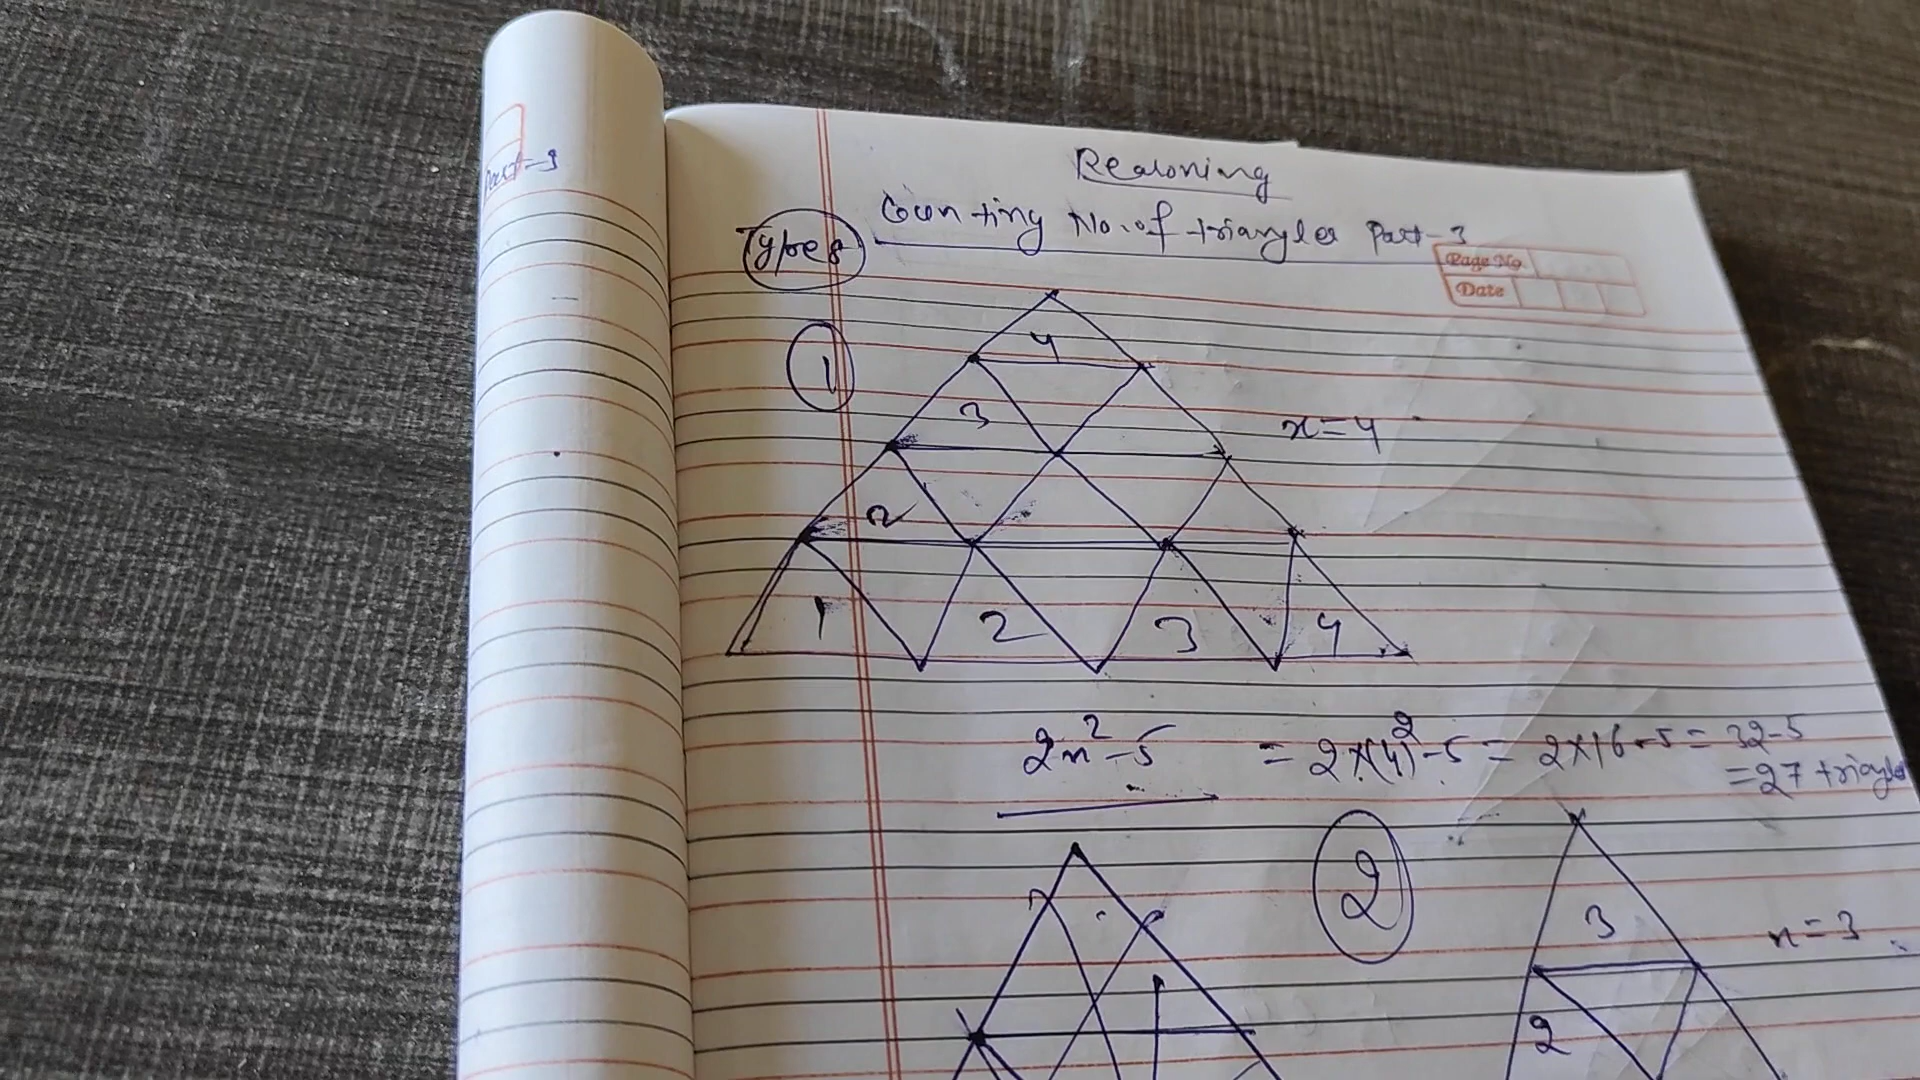 Part-3
Reasoning
Types Counting No. of triangles Part-3
Page No.
Date
1
4
3
x=4
2
1 2 3 4
2n²-5 = 2×(4)²-5 = 2×16-5 = 32-5
=27 triangles
2
3
n=3
2